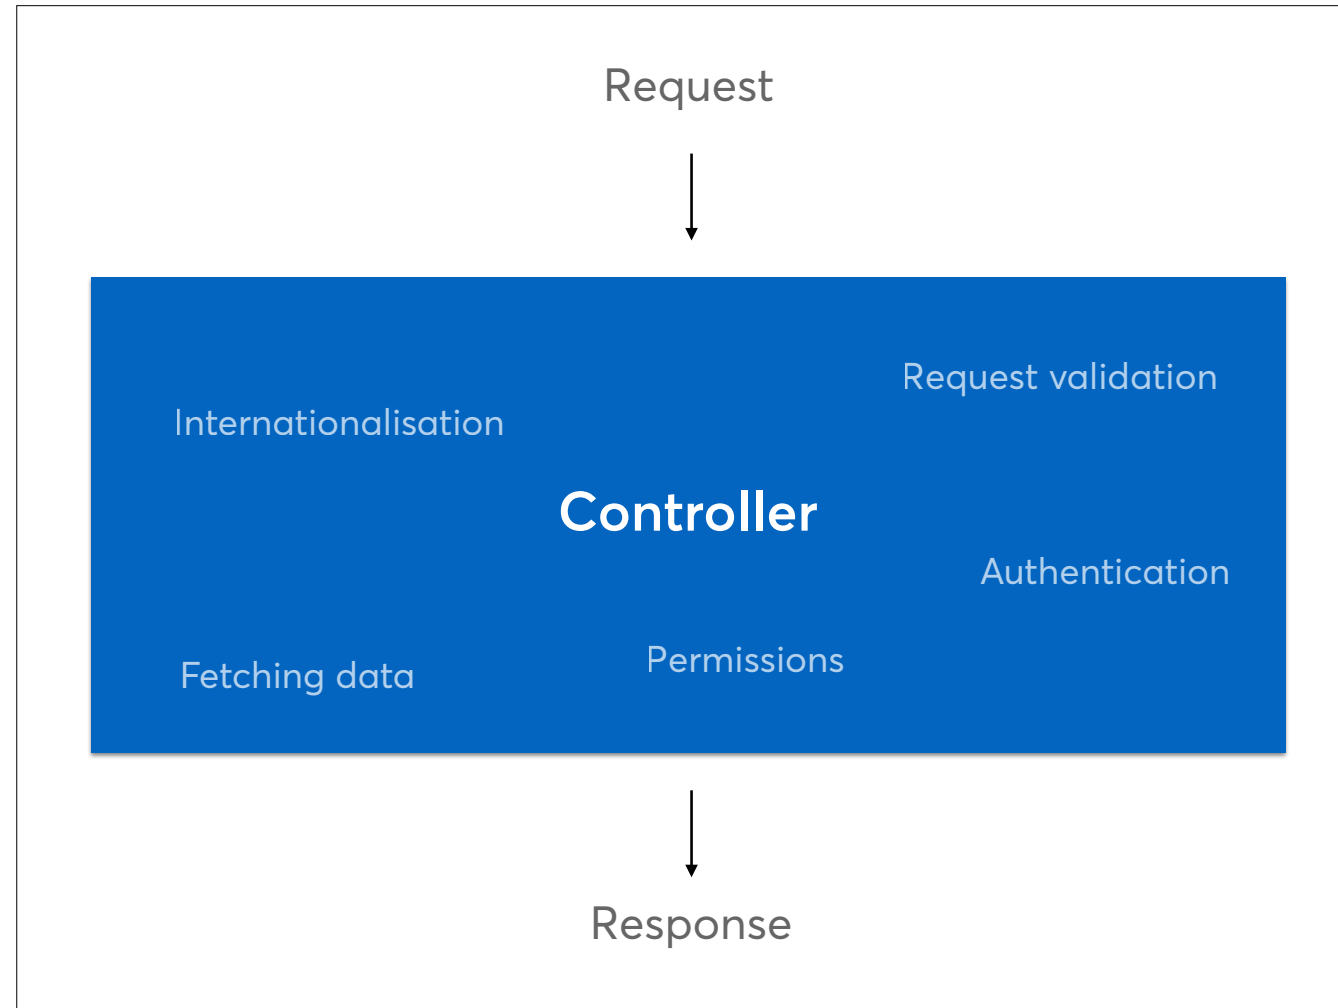 Request
Request validation
Internationalisation
Controller
Authentication
Permissions
Fetching data
Response